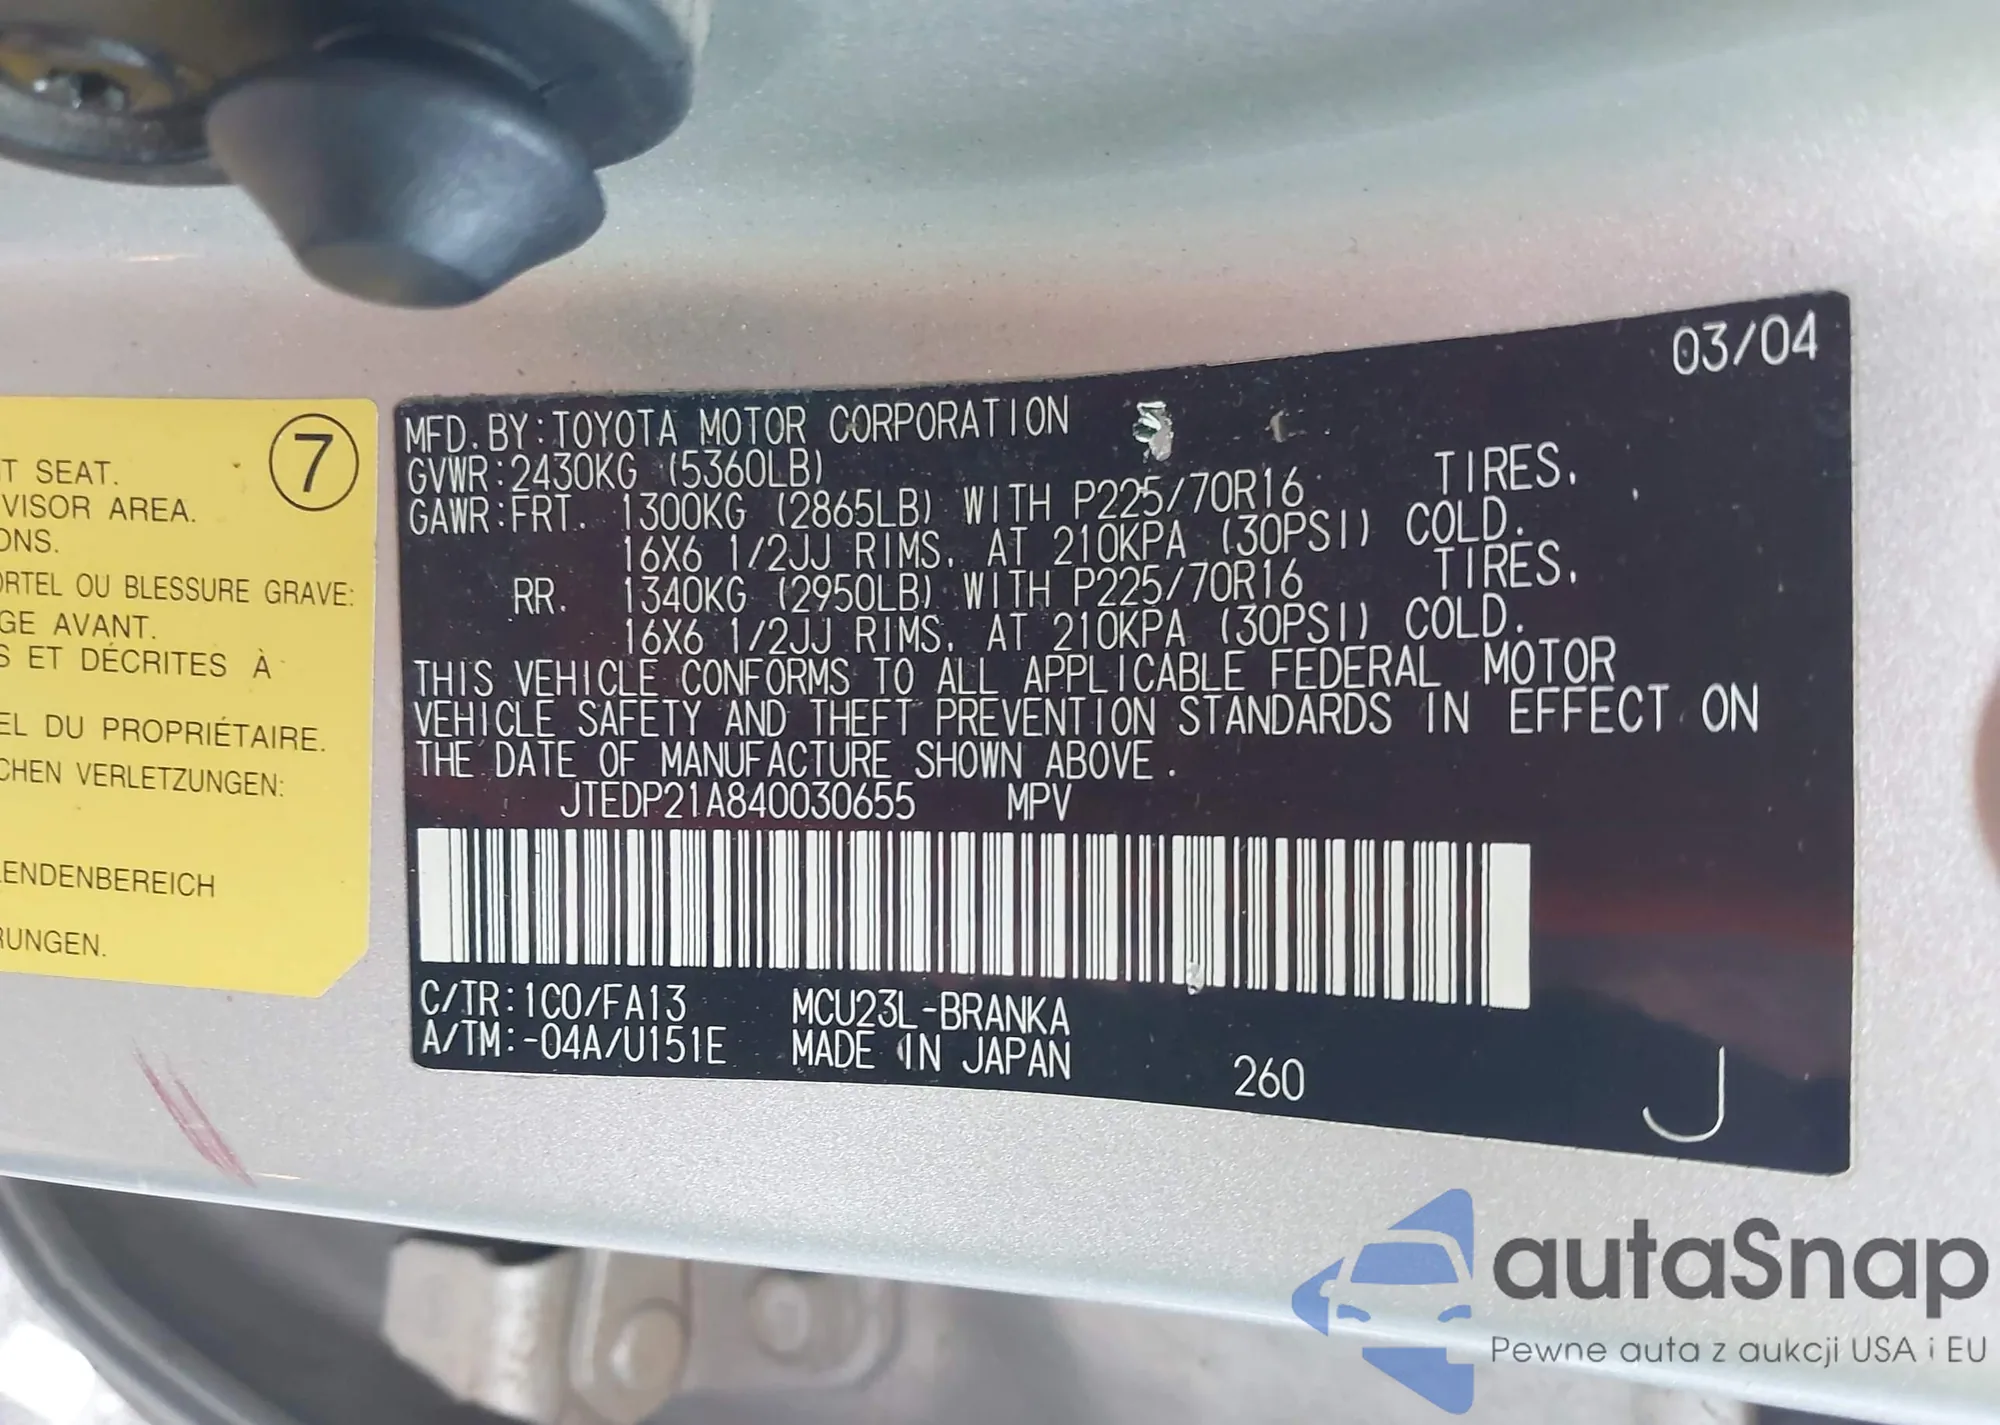 7
T SEAT.
VISOR AREA.
ONS.
ORTEL OU BLESSURE GRAVE:
GE AVANT.
S ET DÉCRITES À
EL DU PROPRIÉTAIRE.
CHEN VERLETZUNGEN:
LENDENBEREICH
RUNGEN.
03/04
MFD. BY: TOYOTA MOTOR CORPORATION
GVWR: 2430KG (5360LB)
GAWR: FRT. 1300KG (2865LB) WITH P225/70R16 TIRES,
16X6 1/2JJ RIMS, AT 210KPA (30PSI) COLD.
RR. 1340KG (2950LB) WITH P225/70R16 TIRES,
16X6 1/2JJ RIMS, AT 210KPA (30PSI) COLD.
THIS VEHICLE CONFORMS TO ALL APPLICABLE FEDERAL MOTOR
VEHICLE SAFETY AND THEFT PREVENTION STANDARDS IN EFFECT ON
THE DATE OF MANUFACTURE SHOWN ABOVE.
JTEDP21A840030655 MPV
C/TR: 1C0/FA13 MCU23L-BRANKA
A/TM: -04A/U151E MADE IN JAPAN
260
J
autaSnap
Pewne auta z aukcji USA i EU